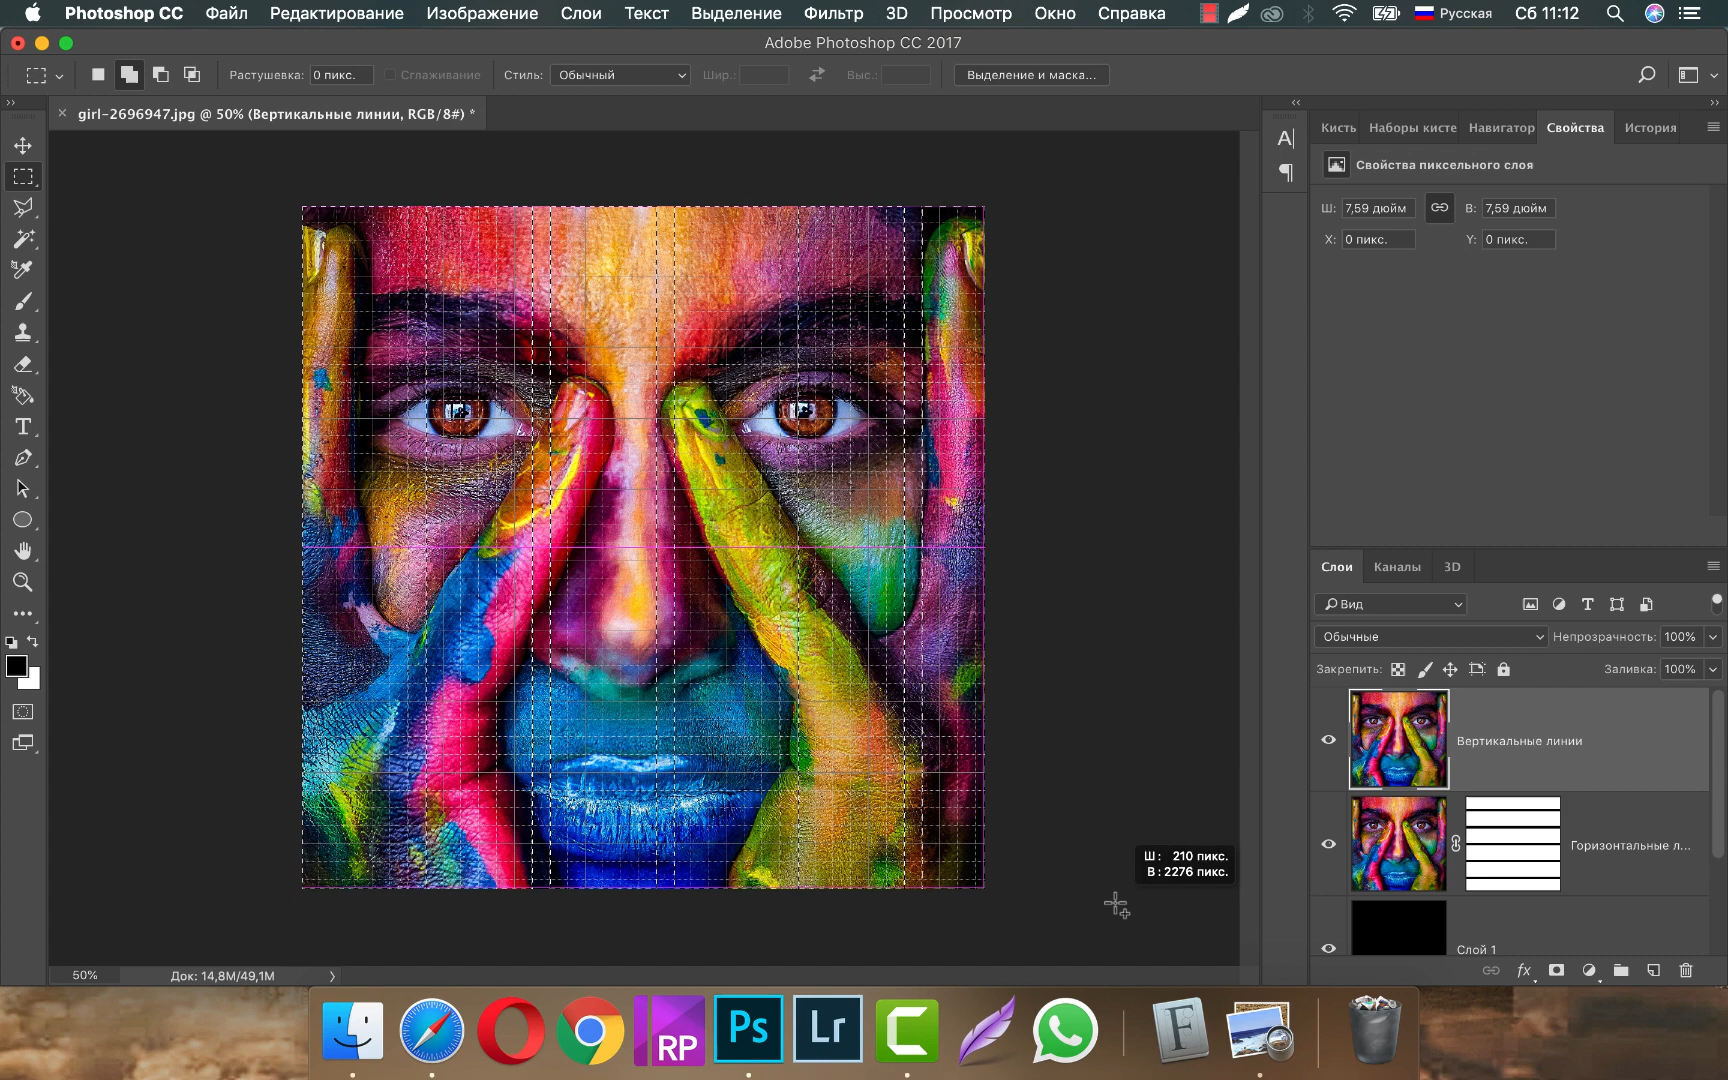 Photoshop CC Файл Редактирование Изображение Слои Текст Выделение Фильтр 3D Просмотр Окно Справка Русская Сб 11:12
Adobe Photoshop CC 2017
Растушевка: 0 пикс. Сглаживание Стиль: Обычный Шир.: Выс.: Выделение и маска...
girl-2696947.jpg @ 50% (Вертикальные линии, RGB/8#) *
Кисть Наборы кисте Навигатор Свойства История
Свойства пиксельного слоя
Ш: 7,59 дюйм В: 7,59 дюйм
X: 0 пикс. Y: 0 пикс.
Слои Каналы 3D
Вид
Обычные Непрозрачность: 100%
Закрепить: Заливка: 100%
Вертикальные линии
Горизонтальные л...
Слой 1
Ш: 210 пикс.
В: 2276 пикс.
50% Док: 14,8M/49,1M
RP Ps Lr